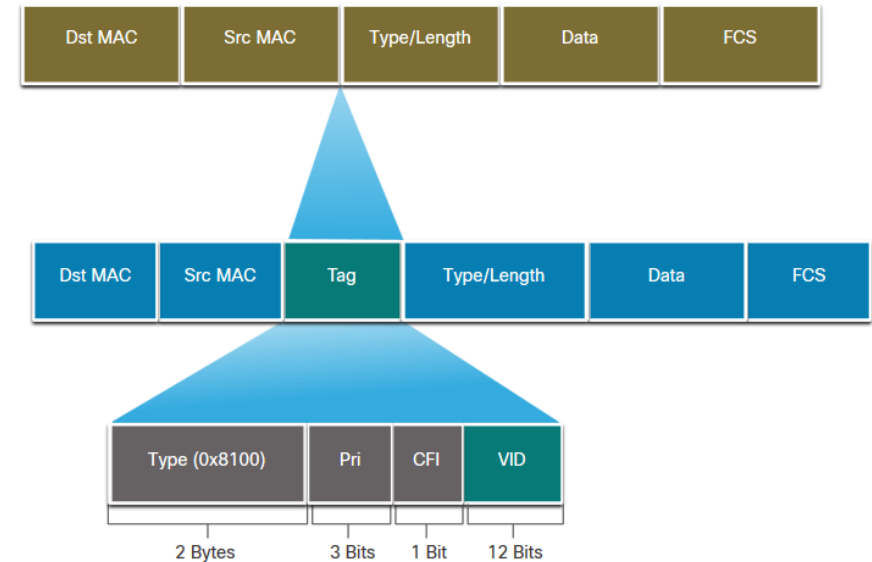 Dst MAC Src MAC Type/Length Data FCS
Dst MAC Src MAC Tag Type/Length Data FCS
Type (0x8100) Pri CFI VID
2 Bytes 3 Bits 1 Bit 12 Bits